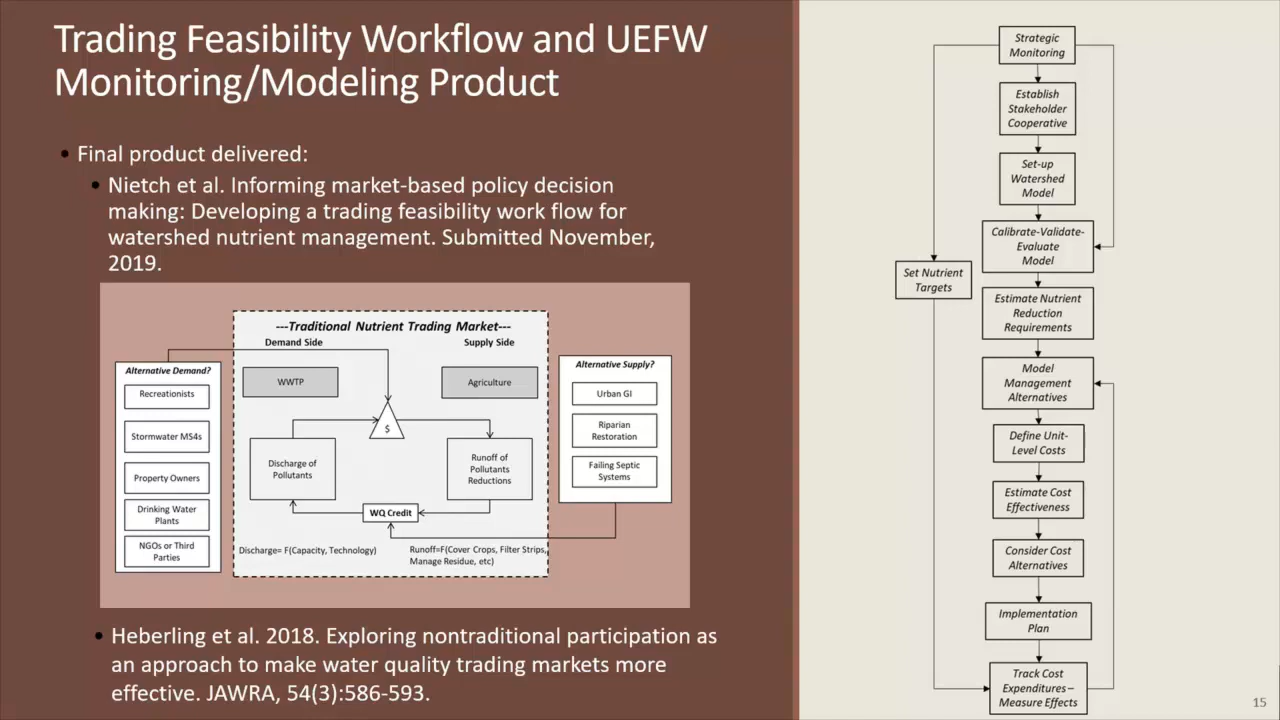 Trading Feasibility Workflow and UEFW
Monitoring/Modeling Product
• Final product delivered:
• Nietch et al. Informing market-based policy decision
making: Developing a trading feasibility work flow for
watershed nutrient management. Submitted November,
2019.
---Traditional Nutrient Trading Market---
Demand Side
Supply Side
Alternative Demand?
Recreationists
Stormwater MS4s
Property Owners
Drinking Water
Plants
NGOs or Third
Parties
WWTP
Agriculture
$
Discharge of
Pollutants
Runoff of
Pollutants
Reductions
WQ Credit
Discharge= F(Capacity, Technology)
Runoff=F(Cover Crops, Filter Strips,
Manage Residue, etc)
Alternative Supply?
Urban GI
Riparian
Restoration
Failing Septic
Systems
• Heberling et al. 2018. Exploring nontraditional participation as
an approach to make water quality trading markets more
effective. JAWRA, 54(3):586-593.
Strategic
Monitoring
Establish
Stakeholder
Cooperative
Set-up
Watershed
Model
Calibrate-Validate-
Evaluate
Model
Set Nutrient
Targets
Estimate Nutrient
Reduction
Requirements
Model
Management
Alternatives
Define Unit-
Level Costs
Estimate Cost
Effectiveness
Consider Cost
Alternatives
Implementation
Plan
Track Cost
Expenditures –
Measure Effects
15